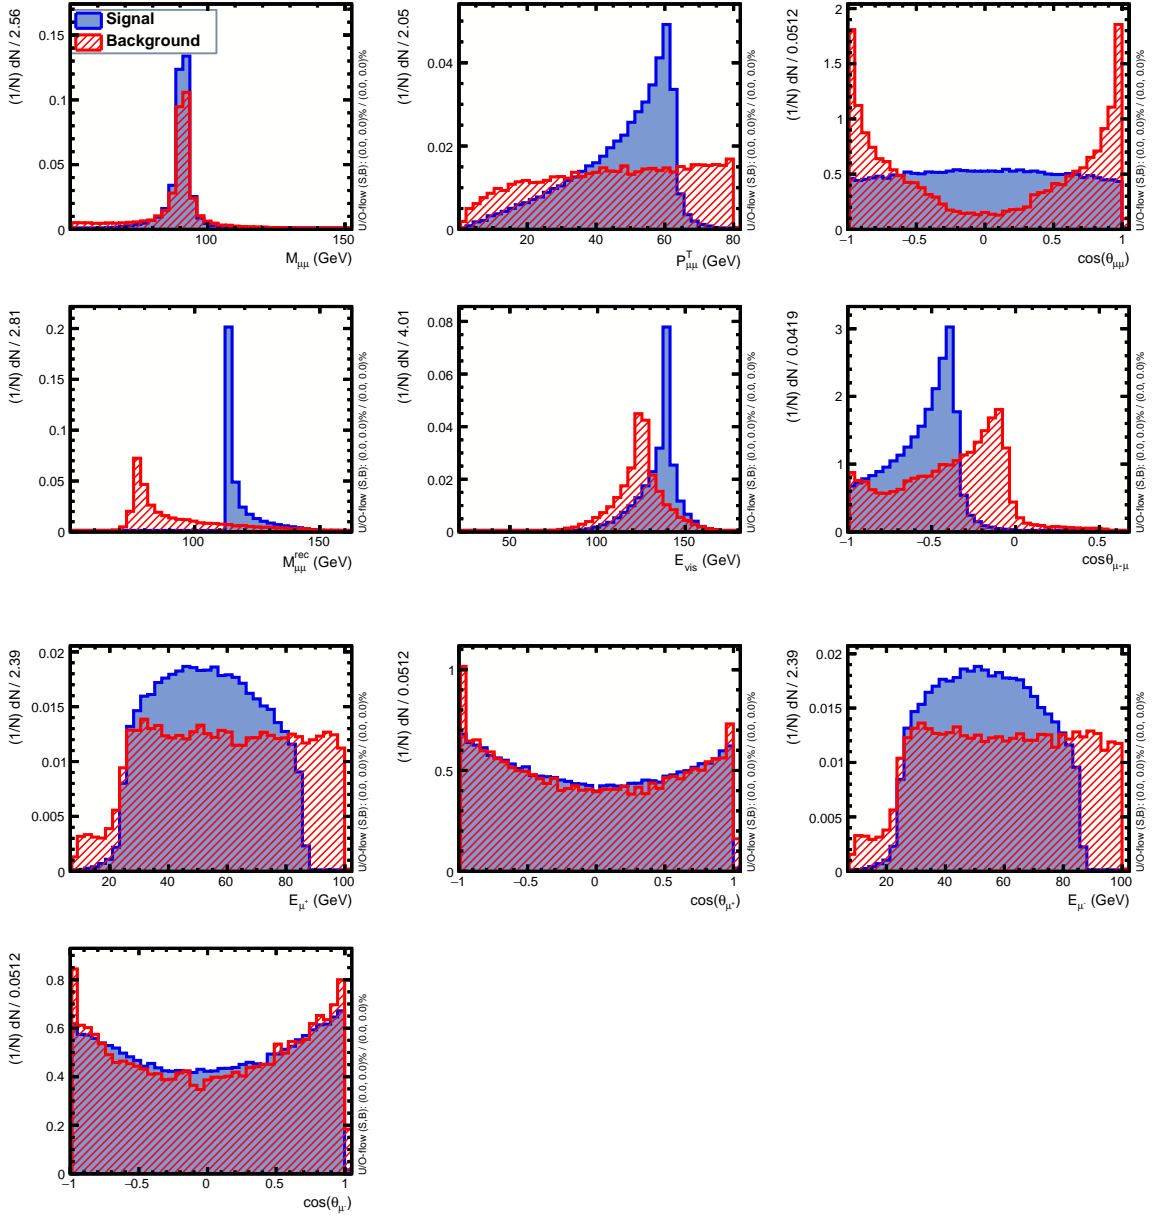 (1/N) dN / 2.56
Signal
Background
0.15
0.1
0.05
0
100
150
M_μμ (GeV)
U/O-flow (S,B): (0.0, 0.0)% / (0.0, 0.0)%
(1/N) dN / 2.05
0.05
0.04
0.03
0.02
0.01
0
20 40 60 80
P^T_μμ (GeV)
U/O-flow (S,B): (0.0, 0.0)% / (0.0, 0.0)%
(1/N) dN / 0.0512
2
1.5
1
0.5
0
−1 −0.5 0 0.5 1
cos(θ_μμ)
U/O-flow (S,B): (0.0, 0.0)% / (0.0, 0.0)%
(1/N) dN / 2.81
0.2
0.15
0.1
0.05
0
100 150
M^rec_μμ (GeV)
U/O-flow (S,B): (0.0, 0.0)% / (0.0, 0.0)%
(1/N) dN / 4.01
0.08
0.06
0.04
0.02
0
50 100 150
E_vis (GeV)
U/O-flow (S,B): (0.0, 0.0)% / (0.0, 0.0)%
(1/N) dN / 0.0419
3
2
1
0
−1 −0.5 0 0.5
cosθ_μ-μ
U/O-flow (S,B): (0.0, 0.0)% / (0.0, 0.0)%
(1/N) dN / 2.39
0.02
0.015
0.01
0.005
0
20 40 60 80 100
E_μ⁺ (GeV)
U/O-flow (S,B): (0.0, 0.0)% / (0.0, 0.0)%
(1/N) dN / 0.0512
1
0.5
0
−1 −0.5 0 0.5 1
cos(θ_μ⁺)
U/O-flow (S,B): (0.0, 0.0)% / (0.0, 0.0)%
(1/N) dN / 2.39
0.02
0.015
0.01
0.005
0
20 40 60 80 100
E_μ⁻ (GeV)
U/O-flow (S,B): (0.0, 0.0)% / (0.0, 0.0)%
(1/N) dN / 0.0512
0.8
0.6
0.4
0.2
0
−1 −0.5 0 0.5 1
cos(θ_μ⁻)
U/O-flow (S,B): (0.0, 0.0)% / (0.0, 0.0)%